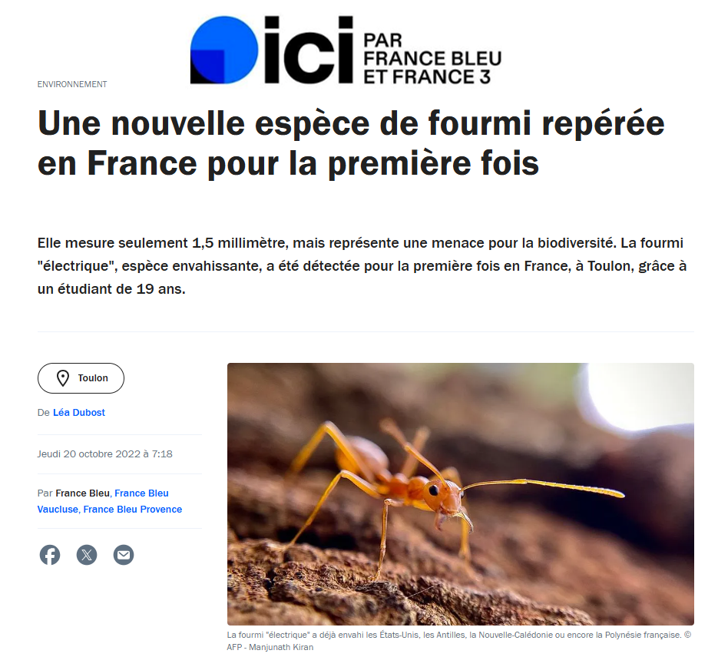 ici PAR
FRANCE BLEU
ET FRANCE 3
ENVIRONNEMENT
Une nouvelle espèce de fourmi repérée
en France pour la première fois
Elle mesure seulement 1,5 millimètre, mais représente une menace pour la biodiversité. La fourmi
"électrique", espèce envahissante, a été détectée pour la première fois en France, à Toulon, grâce à
un étudiant de 19 ans.
Toulon
De Léa Dubost
Jeudi 20 octobre 2022 à 7:18
Par France Bleu, France Bleu
Vaucluse, France Bleu Provence
La fourmi "électrique" a déjà envahi les États-Unis, les Antilles, la Nouvelle-Calédonie ou encore la Polynésie française. ©
AFP - Manjunath Kiran